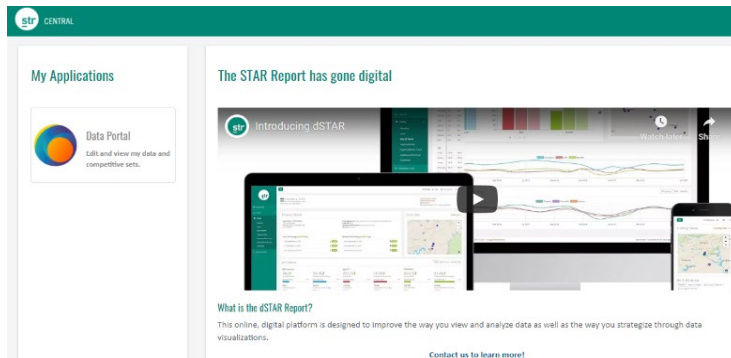 str CENTRAL
My Applications
Data Portal
Edit and view my data and
competitive sets.
The STAR Report has gone digital
str Introducing dSTAR
Watch later
Share
What is the dSTAR Report?
This online, digital platform is designed to improve the way you view and analyze data as well as the way you strategize through data
visualizations.
Contact us to learn more!